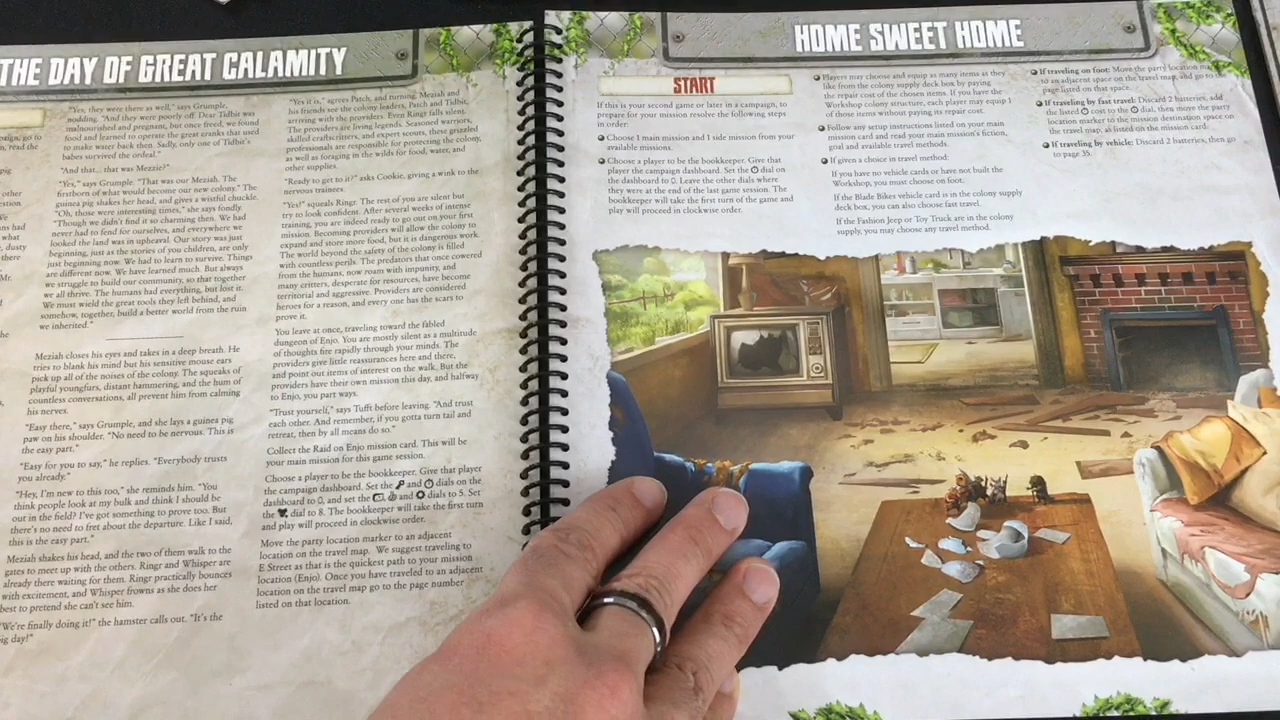 THE DAY OF GREAT CALAMITY
"Yes, they were there as well," says Grumple,
nodding. "And they were poorly off. Dear Tidbit was
malnourished and pregnant, but once freed, we found
food and learned to operate the great cranks used
to make water back then. Sadly, only one of Tidbit's
babes survived the ordeal."
"And that... that was Mezzie?"
"Yes," says Grumple. "That was our Meziah. The
firstborn of what would become our new colony." The
guinea pig shakes her head, and gives a wistful chuckle.
"Oh, those were interesting times," she says fondly.
"Though we didn't find it so charming then. We had
never had to fend for ourselves, and everywhere we
looked the land was in upheaval. Our story was just
beginning, just as the stories of you children, are only
just beginning now. We had to learn to survive. Things
are different now. We have learned much. But always
we struggle to build our community, so that together
we all thrive. The humans had everything, but lost it.
We must wield the great tools they left behind, and
somehow, together, build a better world from the ruin
we inherited."
Meziah closes his eyes and takes in a deep breath. He
tries to blank his mind but his sensitive mouse ears
pick up all of the noises of the colony. The squeaks of
playful youngfurs, distant hammering, and the hum of
countless conversations, all prevent him from calming
his nerves.
"Easy there," says Grumple, and she lays a guinea pig
paw on his shoulder. "No need to be nervous. This is
the easy part."
"Easy for you to say," he replies. "Everybody trusts
you already."
"Hey, I'm new to this too," she reminds him. "You
think people look at my bulk and think I should be
out in the field? I've got something to prove too. But
there's no need to fret about the departure. Like I said,
this is the easy part."
Meziah shakes his head, and the two of them walk to the
gates to meet up with the others. Ringr and Whisper are
already there waiting for them. Ringr practically bounces
with excitement, and Whisper frowns as she does her
best to pretend she can't see him.
"We're finally doing it!" the hamster calls out. "It's the
big day!"
"Yes it is," agrees Patch, and turning, Meziah and
his friends see the colony leaders, Patch and Tidbit,
arriving with the providers. Even Ringr falls silent.
The providers are living legends. Seasoned warriors,
skilled craftscritters, and expert scouts, these grizzled
professionals are responsible for protecting the colony,
as well as foraging in the wilds for food, water, and
other supplies.
"Ready to get to it?" asks Cookie, giving a wink to the
nervous trainees.
"Yes!" squeals Ringr. The rest of you are silent but
try to look confident. After several weeks of intense
training, you are indeed ready to go out your first
mission. Becoming providers will allow the colony to
expand and store more food, but it is dangerous work.
The world beyond the safety of the colony is filled
with countless perils. The predators that once cowered
from the humans, now roam with impunity, and
many critters, desperate for resources, have become
territorial and aggressive. Providers are considered
heroes for a reason, and every one has the scars to
prove it.
You leave at once, traveling toward the fabled
dungeon of Enjo. You are mostly silent as a multitude
of thoughts fire rapidly through your minds. The
providers give little reassurances here and there,
and point out items of interest on the walk. But the
providers have their own mission this day, and halfway
to Enjo, you part ways.
"Trust yourself," says Tufft before leaving. "And trust
each other. And remember, if you gotta turn tail and
retreat, then by all means do so."
Collect the Raid on Enjo mission card. This will be
your main mission for this game session.
Choose a player to be the bookkeeper. Give that player
the campaign dashboard. Set the and dials on the
dashboard to 0, and set the , and dials to 5. Set
the dial to 8. The bookkeeper will take the first turn
and play will proceed in clockwise order.
Move the party location marker to an adjacent
location on the travel map. We suggest traveling to
E Street as that is the quickest path to your mission
location (Enjo). Once you have traveled to an adjacent
location on the travel map go to the page number
listed on that location.
HOME SWEET HOME
START
If this is your second game or later in a campaign, to
prepare for your mission resolve the following steps
in order:
Choose 1 main mission and 1 side mission from your
available missions.
Choose a player to be the bookkeeper. Give that
player the campaign dashboard. Set the dial on
the dashboard to 0. Leave the other dials where
they were at the end of the last game session. The
bookkeeper will take the first turn of the game and
play will proceed in clockwise order.
Players may choose and equip as many items as they
like from the colony supply deck box by paying
the repair cost of the chosen items. If you have the
Workshop colony structure, each player may equip 1
of those items without paying its repair cost.
Follow any setup instructions listed on your main
mission card and read your main mission's fiction,
goal and available travel methods.
If given a choice in travel method:
If you have no vehicle cards or have not built the
Workshop, you must choose on foot.
If the Blade Bikes vehicle card is in the colony supply
deck box, you can also choose fast travel.
If the Fashion Jeep or Toy Truck are in the colony
supply, you may choose any travel method.
If traveling on foot: Move the party location
to an adjacent space on the travel map, and go to the
page listed on that space.
If traveling by fast travel: Discard 2 batteries, add
the listed cost to the dial, then move the party
location marker to the mission destination space on
the travel map, as listed on the mission card.
If traveling by vehicle: Discard 2 batteries, then go
to page 35.